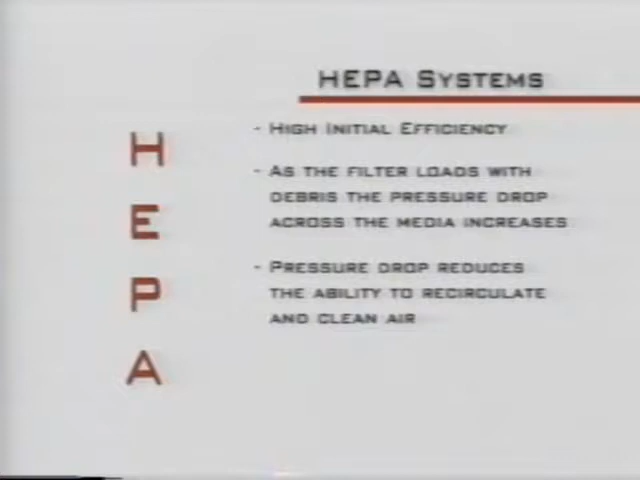 HEPA SYSTEMS
- HIGH INITIAL EFFICIENCY
- AS THE FILTER LOADS WITH
DEBRIS THE PRESSURE DROP
ACROSS THE MEDIA INCREASES
- PRESSURE DROP REDUCES
THE ABILITY TO RECIRCULATE
AND CLEAN AIR
H
E
P
A